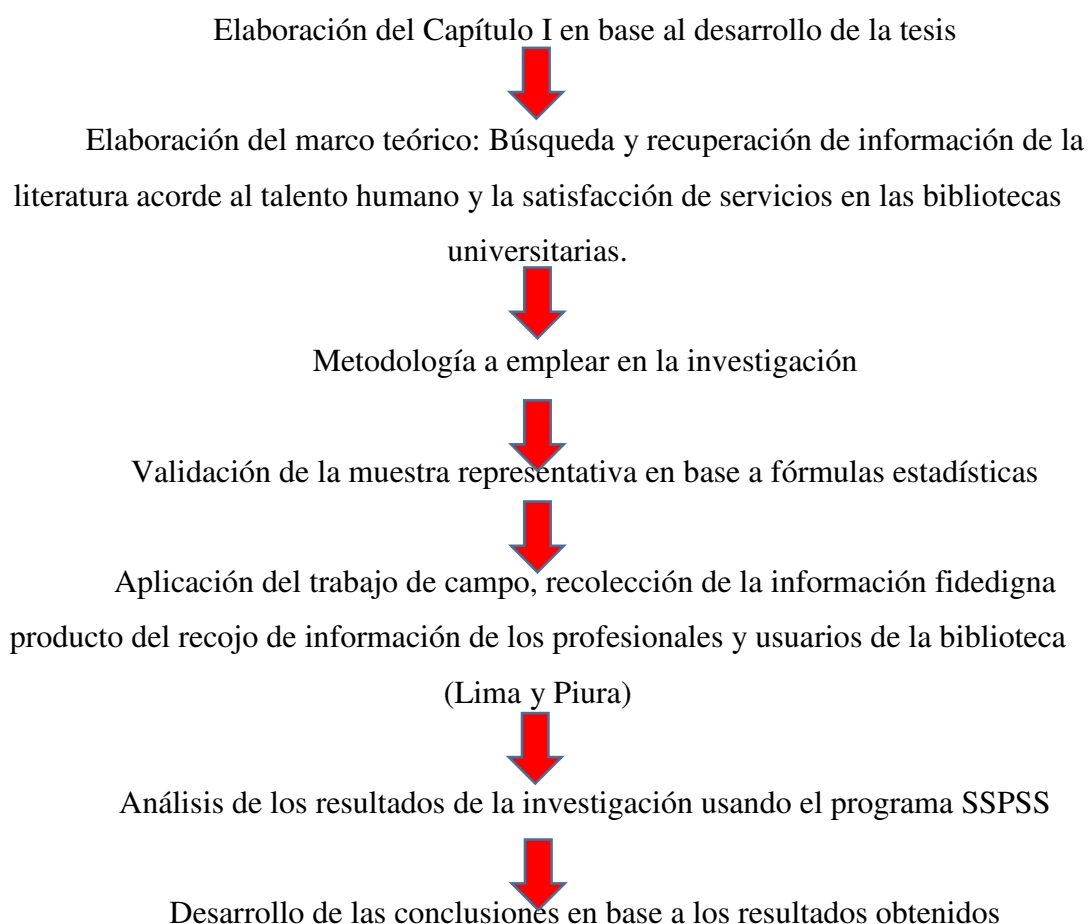 Elaboración del Capítulo I en base al desarrollo de la tesis
Elaboración del marco teórico: Búsqueda y recuperación de información de la
literatura acorde al talento humano y la satisfacción de servicios en las bibliotecas
universitarias.
Metodología a emplear en la investigación
Validación de la muestra representativa en base a fórmulas estadísticas
Aplicación del trabajo de campo, recolección de la información fidedigna
producto del recojo de información de los profesionales y usuarios de la biblioteca
(Lima y Piura)
Análisis de los resultados de la investigación usando el programa SSPSS
Desarrollo de las conclusiones en base a los resultados obtenidos